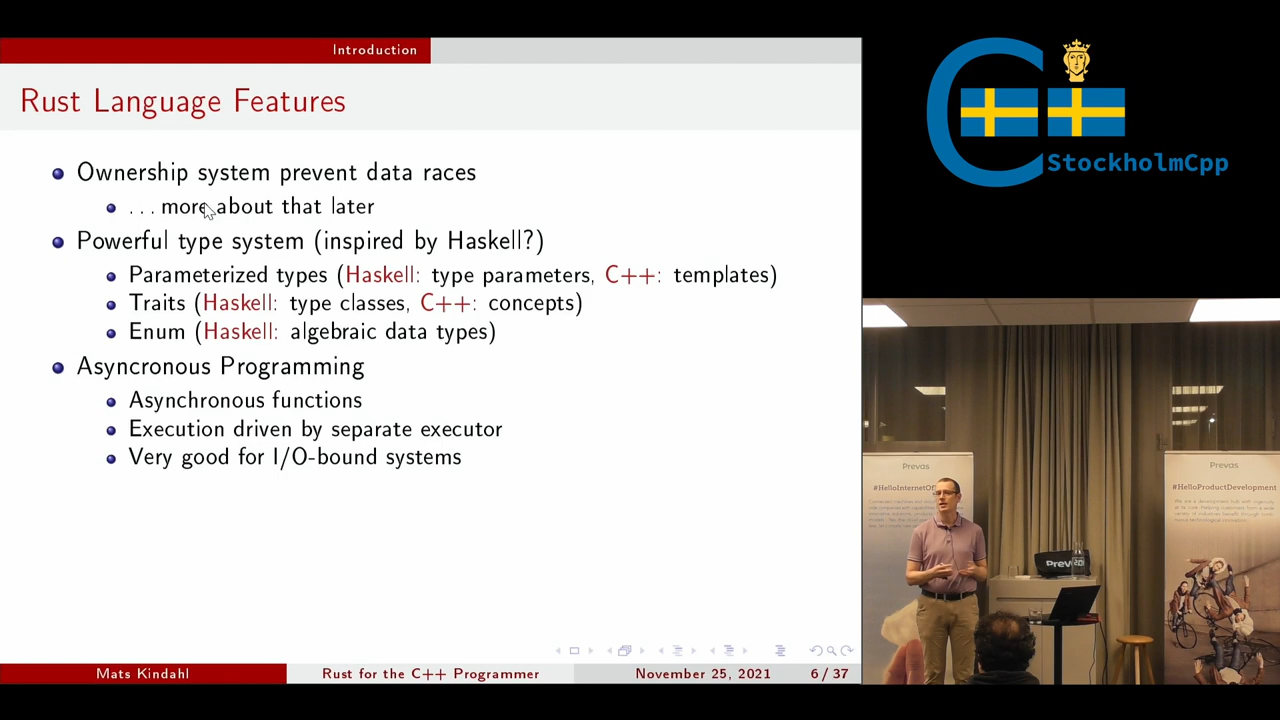 Introduction
Rust Language Features
Ownership system prevent data races
...more about that later
Powerful type system (inspired by Haskell?)
Parameterized types (Haskell: type parameters, C++: templates)
Traits (Haskell: type classes, C++: concepts)
Enum (Haskell: algebraic data types)
Asyncronous Programming
Asynchronous functions
Execution driven by separate executor
Very good for I/O-bound systems
Mats Kindahl
Rust for the C++ Programmer
November 25, 2021
6 / 37
C++
StockholmCpp
Prevas
#HelloInternetOf
Prevas
#HelloProductDevelopment